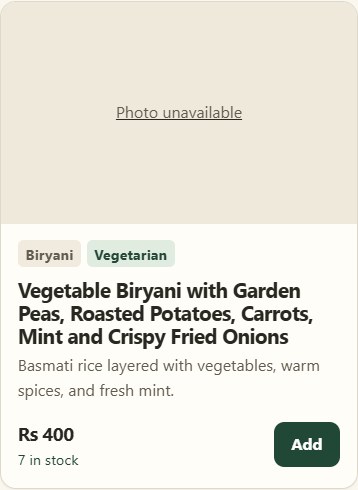 Photo unavailable
Biryani Vegetarian
Vegetable Biryani with Garden
Peas, Roasted Potatoes, Carrots,
Mint and Crispy Fried Onions
Basmati rice layered with vegetables, warm
spices, and fresh mint.
Rs 400
7 in stock
Add